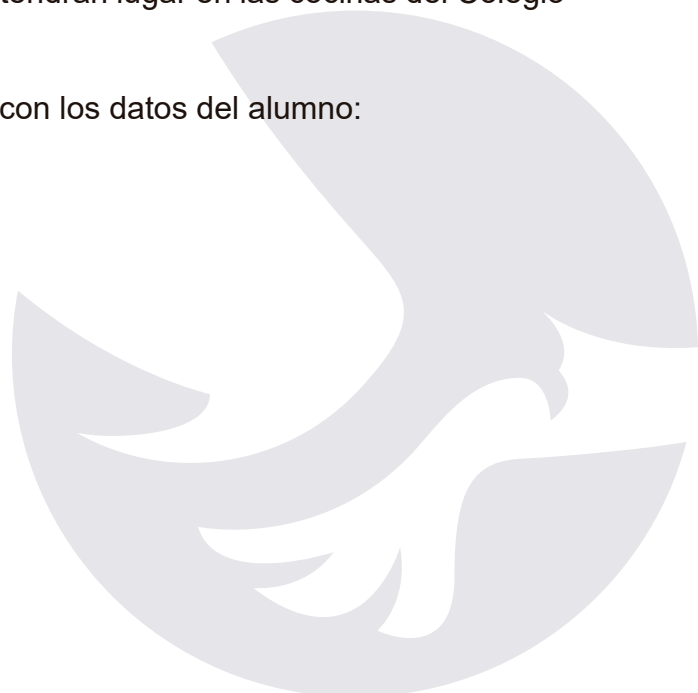 tendrán lugar en las cocinas del Colegio
con los datos del alumno: